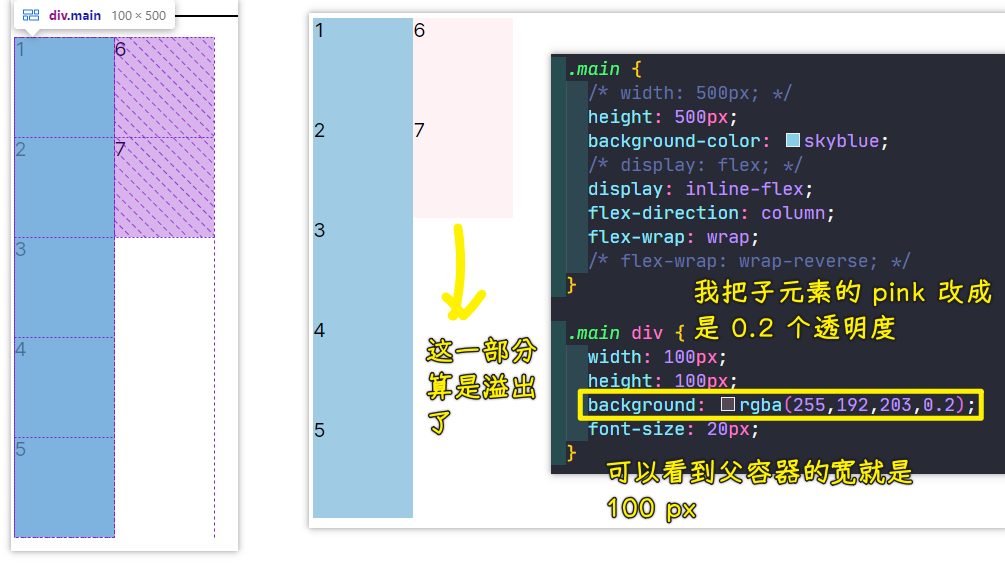 div.main 100 × 500
1
6
2
7
3
4
5
1
6
2
7
3
4
5
这一部分
算是溢出
了
.main {
/* width: 500px; */
height: 500px;
background-color: skyblue;
/* display: flex; */
display: inline-flex;
flex-direction: column;
flex-wrap: wrap;
/* flex-wrap: wrap-reverse; */
}
我把子元素的 pink 改成
是 0.2 个透明度
.main div {
width: 100px;
height: 100px;
background: rgba(255,192,203,0.2);
font-size: 20px;
}
可以看到父容器的宽就是
100 px